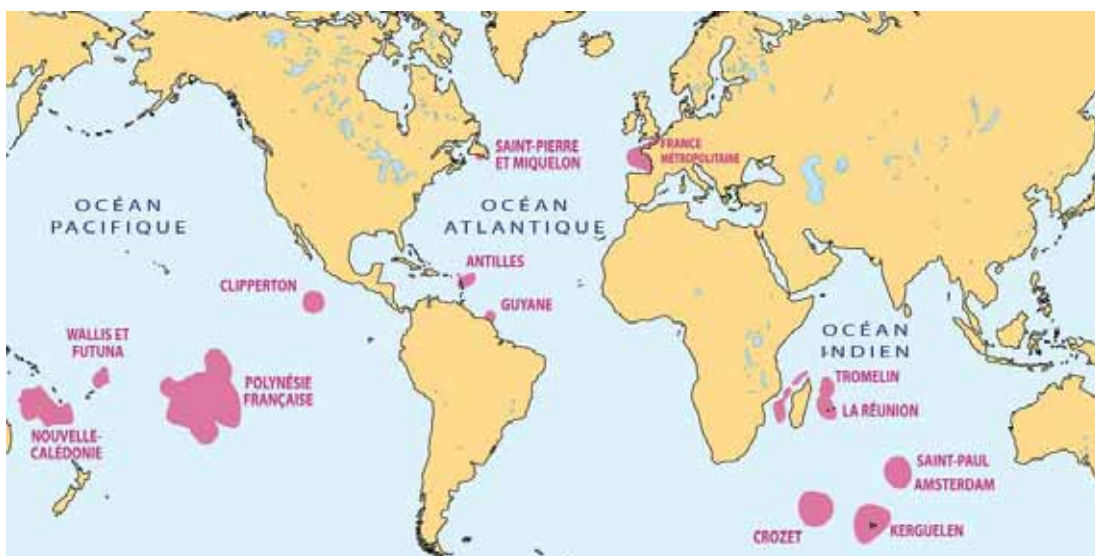 SAINT-PIERRE
ET MIQUELON
FRANCE
MÉTROPOLITAINE
OCÉAN
PACIFIQUE
OCÉAN
ATLANTIQUE
ANTILLES
CLIPPERTON
GUYANE
OCÉAN
INDIEN
WALLIS ET
FUTUNA
POLYNÉSIE
FRANÇAISE
TROMELIN
LA RÉUNION
NOUVELLE-
CALÉDONIE
SAINT-PAUL
AMSTERDAM
CROZET
KERGUELEN